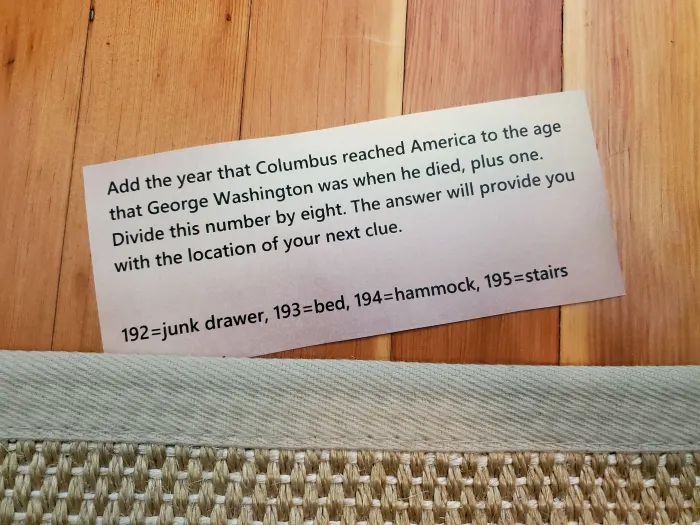 Add the year that Columbus reached America to the age
that George Washington was when he died, plus one.
Divide this number by eight. The answer will provide you
with the location of your next clue.
192=junk drawer, 193=bed, 194=hammock, 195=stairs